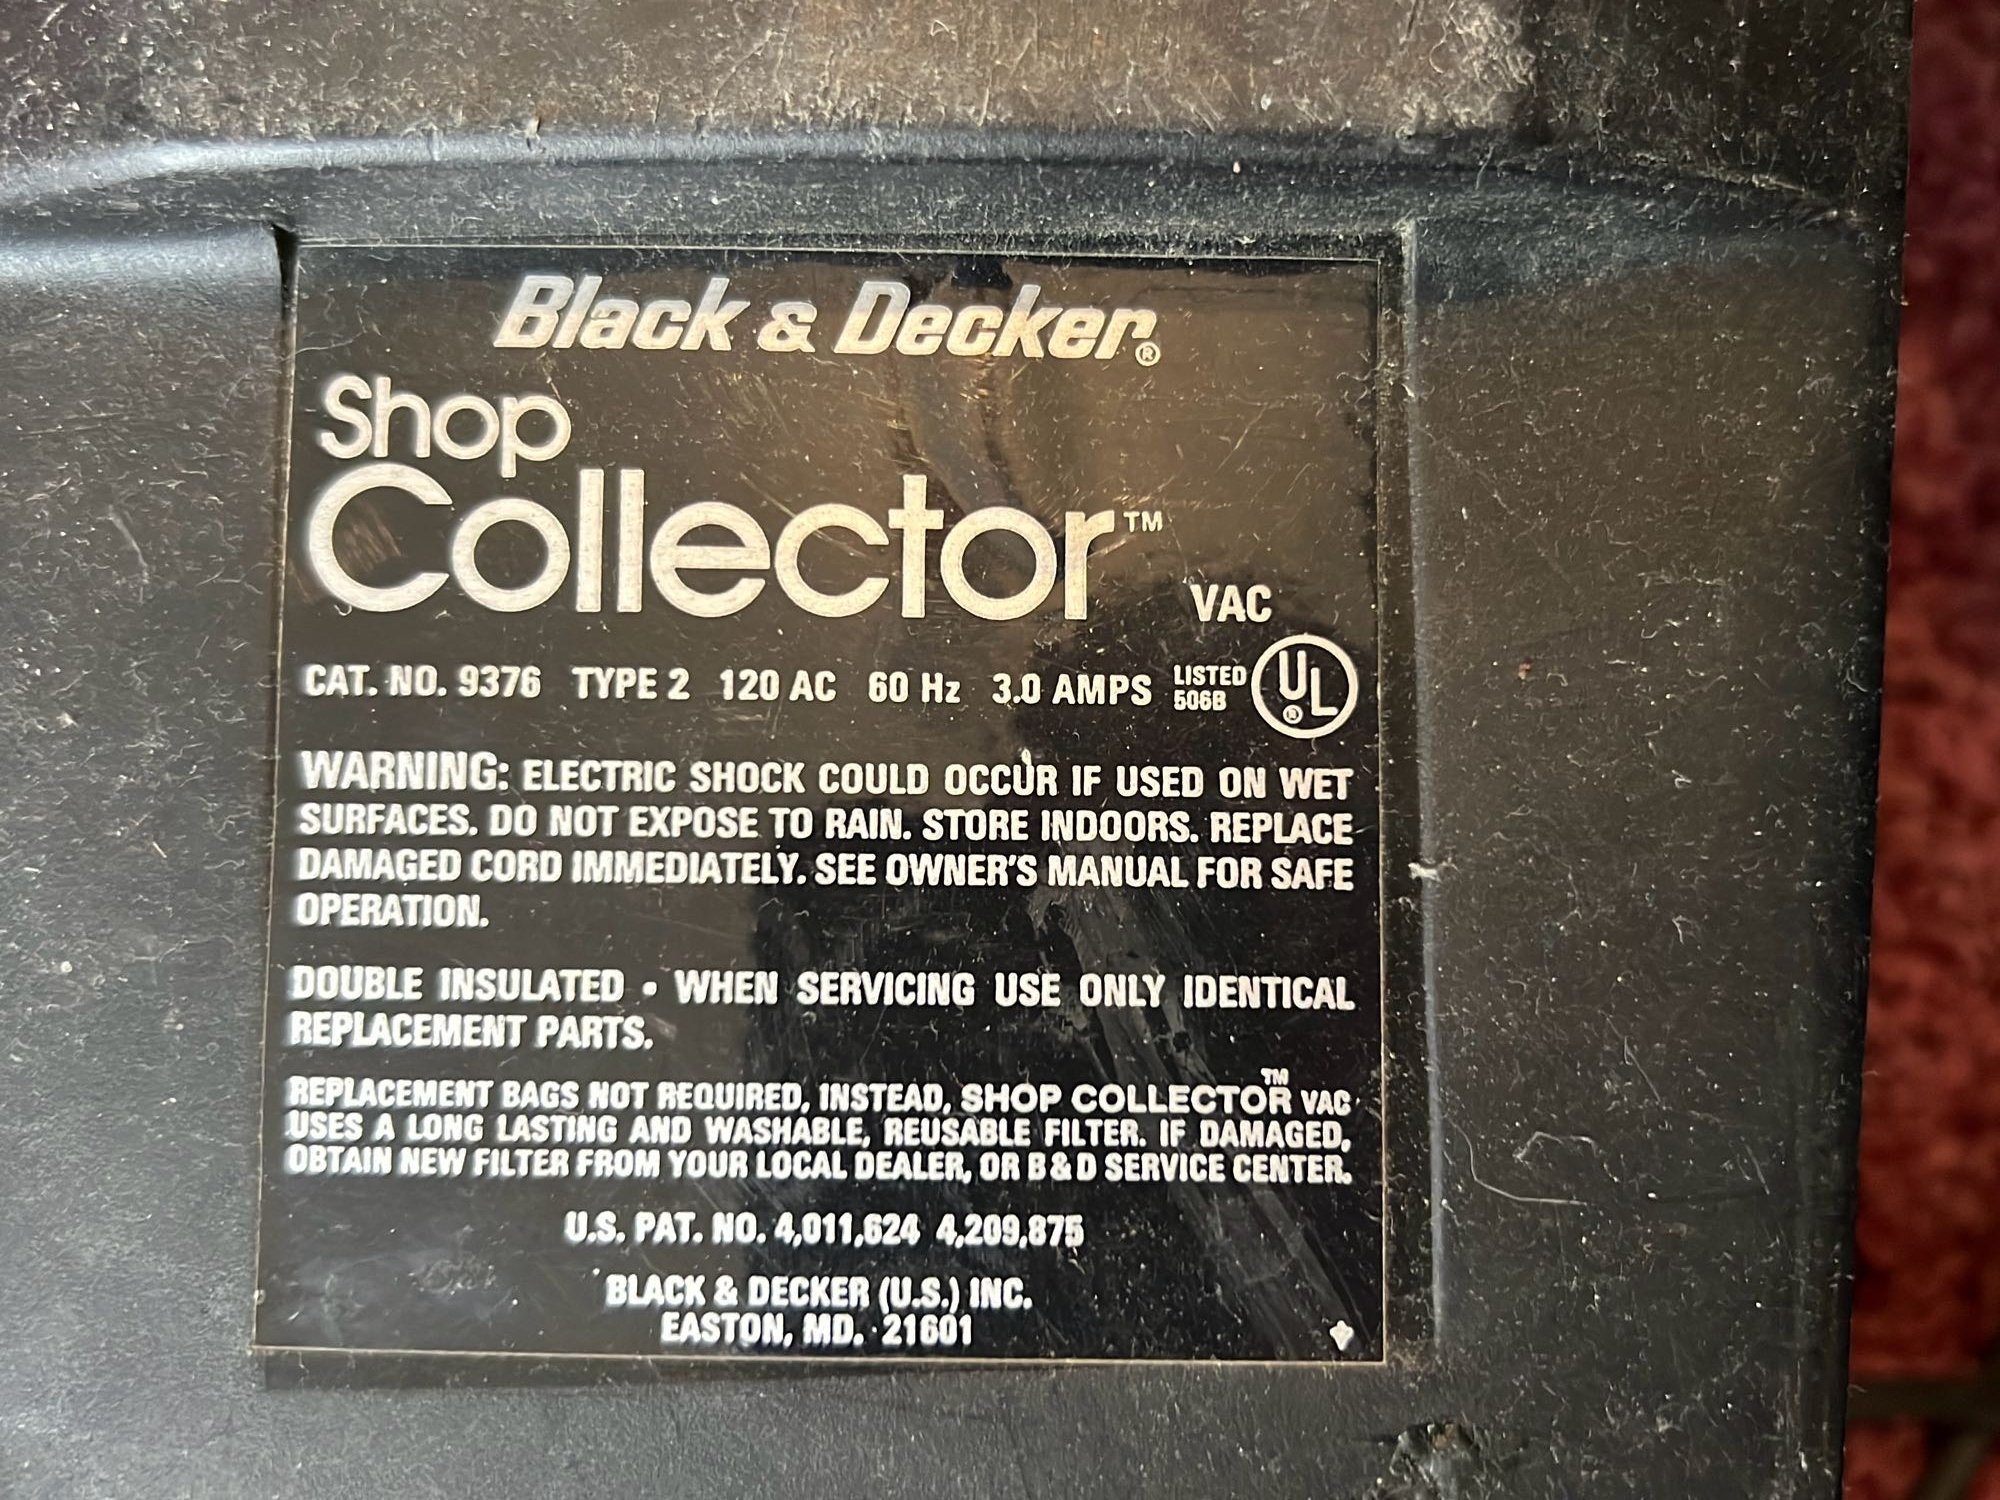 Black & Decker®
Shop
Collector™ VAC
CAT. NO. 9376 TYPE 2 120 AC 60 Hz 3.0 AMPS LISTED 506B UL®
WARNING: ELECTRIC SHOCK COULD OCCUR IF USED ON WET
SURFACES. DO NOT EXPOSE TO RAIN. STORE INDOORS. REPLACE
DAMAGED CORD IMMEDIATELY. SEE OWNER'S MANUAL FOR SAFE
OPERATION.
DOUBLE INSULATED • WHEN SERVICING USE ONLY IDENTICAL
REPLACEMENT PARTS.
REPLACEMENT BAGS NOT REQUIRED, INSTEAD, SHOP COLLECTOR™ VAC
USES A LONG LASTING AND WASHABLE, REUSABLE FILTER. IF DAMAGED,
OBTAIN NEW FILTER FROM YOUR LOCAL DEALER, OR B & D SERVICE CENTER.
U.S. PAT. NO. 4,011,624 4,209,875
BLACK & DECKER (U.S.) INC.
EASTON, MD. 21601